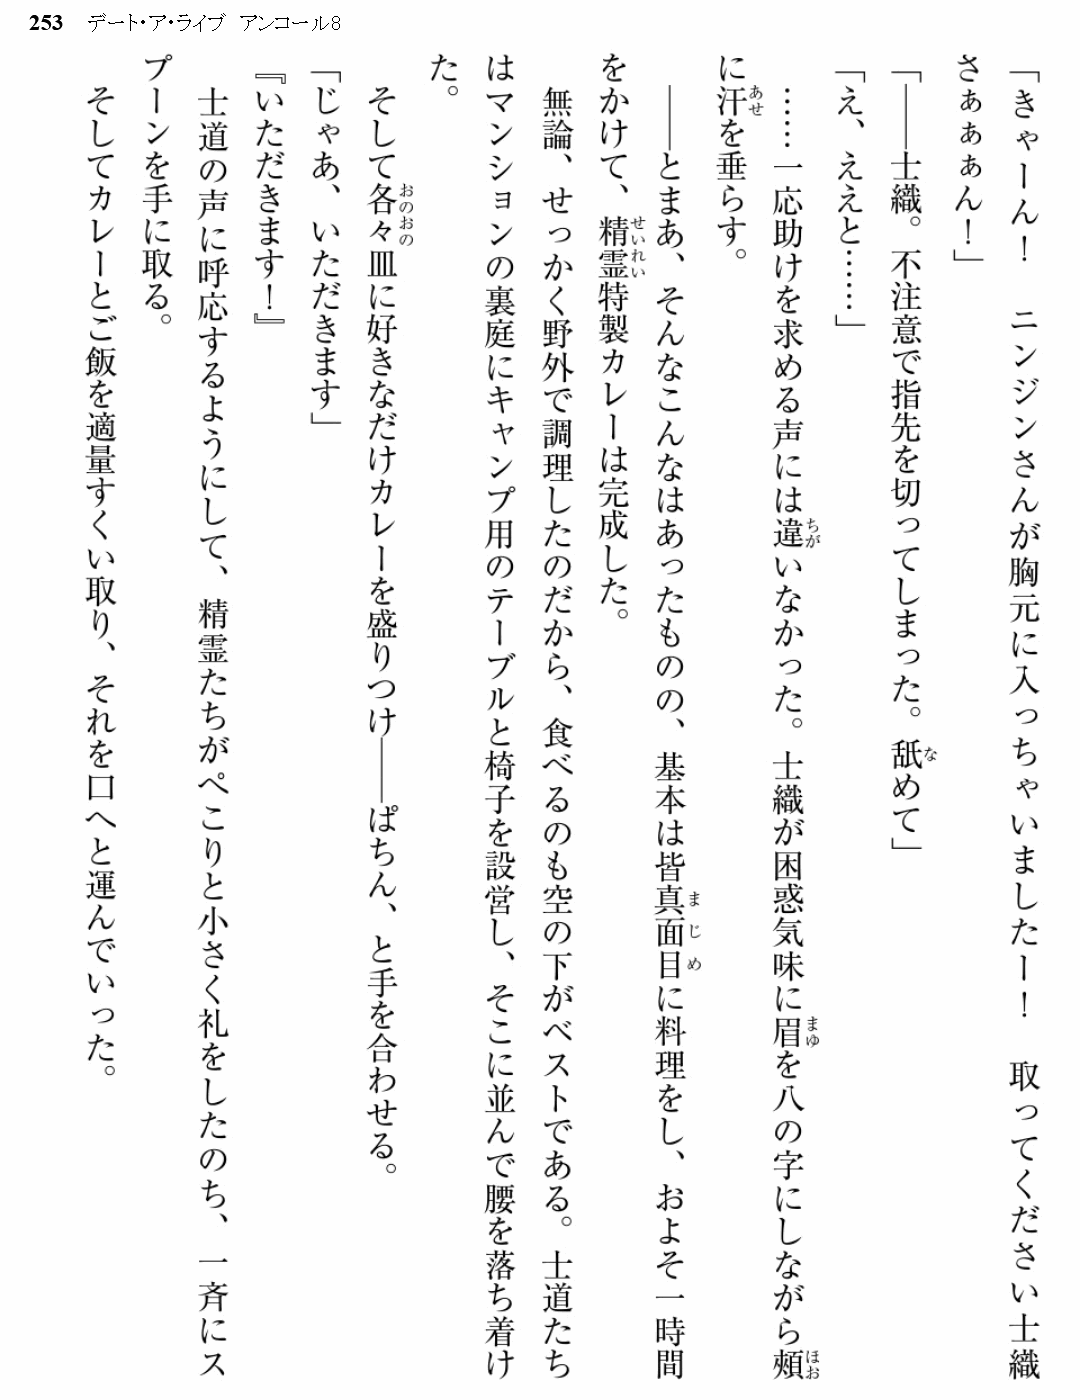 253 デート・ア・ライブ アンコール8
「きゃーん！　ニンジンさんが胸元に入っちゃいましたー！　取ってください士織
さぁぁぁん！」
「――士織。不注意で指先を切ってしまった。舐めて」
「え、ええと……」
……一応助けを求める声には違いなかった。士織が困惑気味に眉を八の字にしながら頰
に汗を垂らす。
――とまあ、そんなこんなはあったものの、基本は皆真面目に料理をし、およそ一時間
をかけて、精霊特製カレーは完成した。
無論、せっかく野外で調理したのだから、食べるのも空の下がベストである。士道たち
はマンションの裏庭にキャンプ用のテーブルと椅子を設営し、そこに並んで腰を落ち着け
た。
そして各々皿に好きなだけカレーを盛りつけ――ぱちん、と手を合わせる。
「じゃあ、いただきます」
『いただきます！』
士道の声に呼応するようにして、精霊たちがぺこりと小さく礼をしたのち、一斉にス
プーンを手に取る。
そしてカレーとご飯を適量すくい取り、それを口へと運んでいった。